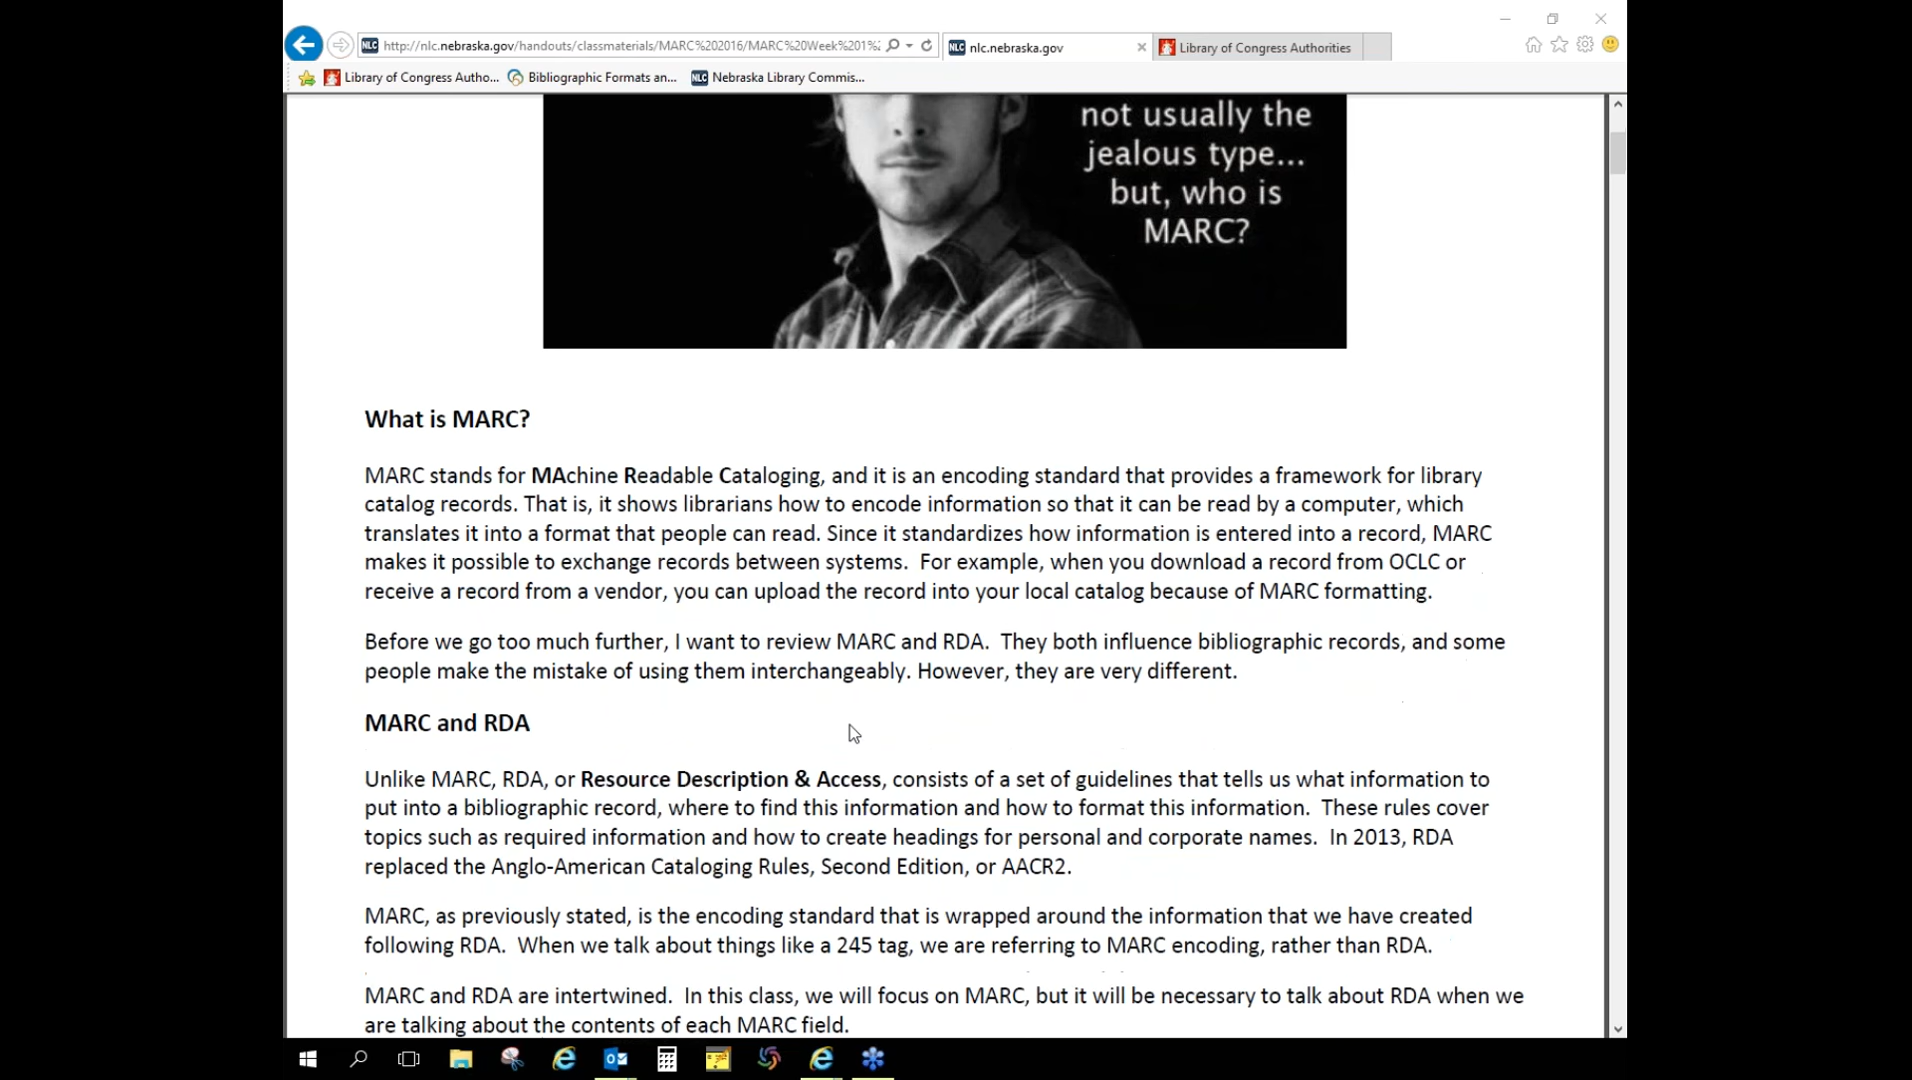 http://nlc.nebraska.gov/handouts/classmaterials/MARC%202016/MARC%20Week%201%2
nlc.nebraska.gov
Library of Congress Authorities
Library of Congress Autho...
Bibliographic Formats an...
NLC Nebraska Library Commis...
not usually the
jealous type...
but, who is
MARC?
What is MARC?
MARC stands for MAchine Readable Cataloging, and it is an encoding standard that provides a framework for library
catalog records. That is, it shows librarians how to encode information so that it can be read by a computer, which
translates it into a format that people can read. Since it standardizes how information is entered into a record, MARC
makes it possible to exchange records between systems. For example, when you download a record from OCLC or
receive a record from a vendor, you can upload the record into your local catalog because of MARC formatting.
Before we go too much further, I want to review MARC and RDA. They both influence bibliographic records, and some
people make the mistake of using them interchangeably. However, they are very different.
MARC and RDA
Unlike MARC, RDA, or Resource Description & Access, consists of a set of guidelines that tells us what information to
put into a bibliographic record, where to find this information and how to format this information. These rules cover
topics such as required information and how to create headings for personal and corporate names. In 2013, RDA
replaced the Anglo-American Cataloging Rules, Second Edition, or AACR2.
MARC, as previously stated, is the encoding standard that is wrapped around the information that we have created
following RDA. When we talk about things like a 245 tag, we are referring to MARC encoding, rather than RDA.
MARC and RDA are intertwined. In this class, we will focus on MARC, but it will be necessary to talk about RDA when we
are talking about the contents of each MARC field.